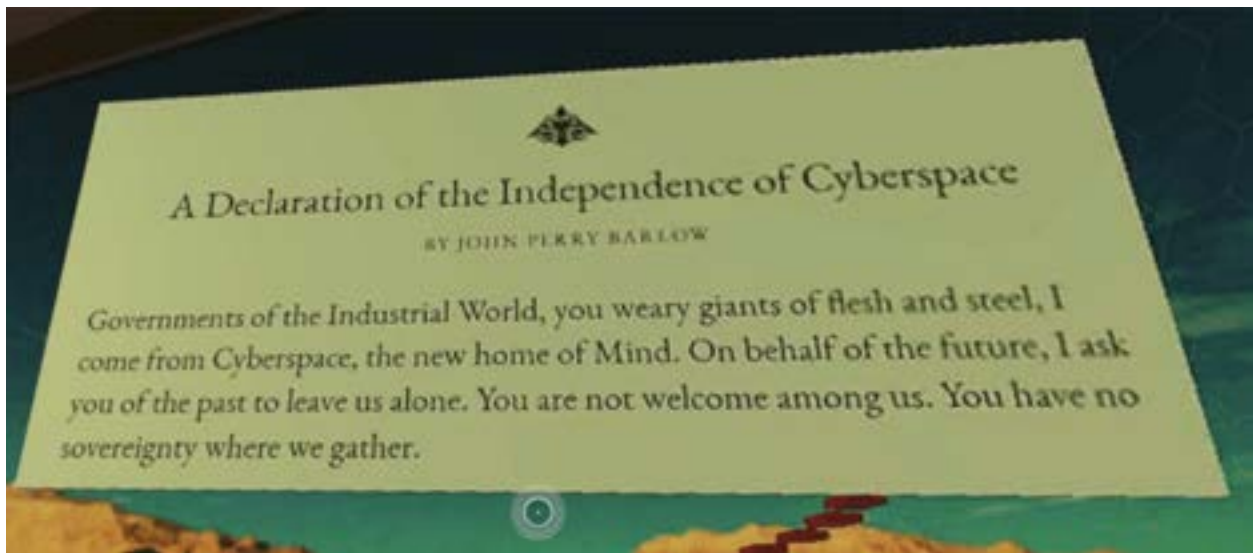 A Declaration of the Independence of Cyberspace
BY JOHN PERRY BARLOW
Governments of the Industrial World, you weary giants of flesh and steel, I
come from Cyberspace, the new home of Mind. On behalf of the future, I ask
you of the past to leave us alone. You are not welcome among us. You have no
sovereignty where we gather.